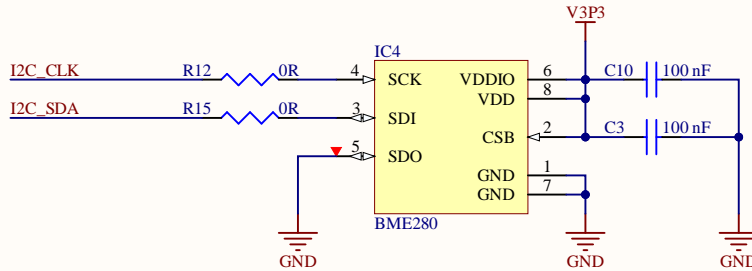 V3P3
IC4
I2C_CLK R12 0R 4 SCK VDDIO 6 C10 100 nF
VDD 8
I2C_SDA R15 0R 3 SDI CSB 2 C3 100 nF
5 SDO
GND 1
GND 7
BME280
GND GND GND